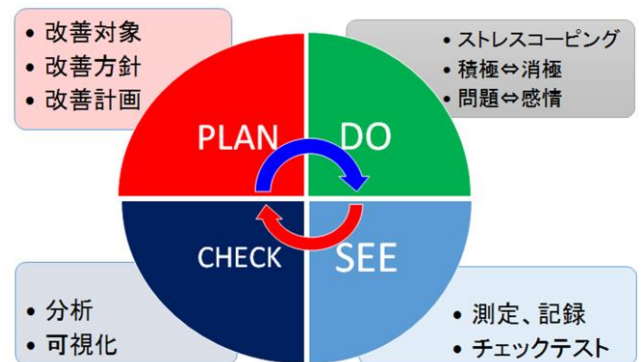 • 改善対象
• 改善方針
• 改善計画
• ストレスコーピング
• 積極⇔消極
• 問題⇔感情
PLAN
DO
CHECK
SEE
• 分析
• 可視化
• 測定、記録
• チェックテスト